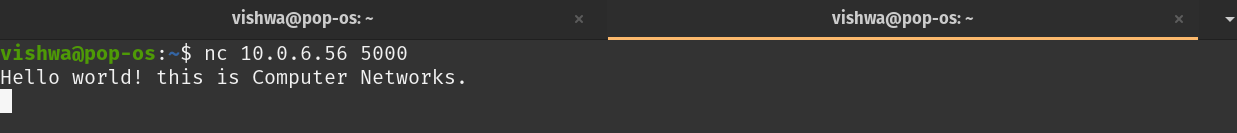 vishwa@pop-os: ~ × vishwa@pop-os: ~ ×
vishwa@pop-os:~$ nc 10.0.6.56 5000
Hello world! this is Computer Networks.